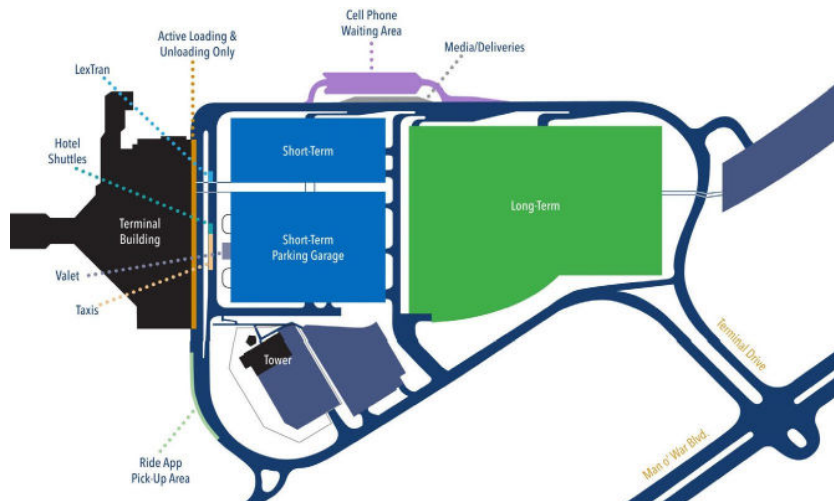 Cell Phone
Waiting Area
Active Loading &
Unloading Only
Media/Deliveries
LexTran
Hotel
Shuttles
Short-Term
Long-Term
Terminal
Building
Short-Term
Parking Garage
Valet
Taxis
Tower
Terminal Drive
Man o' War Blvd.
Ride App
Pick-Up Area